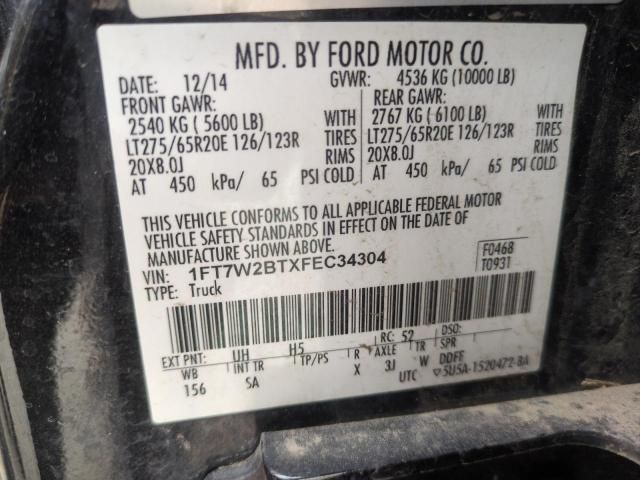 MFD. BY FORD MOTOR CO.
DATE: 12/14 GVWR: 4536 KG (10000 LB)
FRONT GAWR: REAR GAWR:
2540 KG ( 5600 LB) WITH 2767 KG ( 6100 LB) WITH
LT275/65R20E 126/123R TIRES LT275/65R20E 126/123R TIRES
20X8.0J RIMS 20X8.0J RIMS
AT 450 kPa/ 65 PSI COLD AT 450 kPa/ 65 PSI COLD
THIS VEHICLE CONFORMS TO ALL APPLICABLE FEDERAL MOTOR
VEHICLE SAFETY STANDARDS IN EFFECT ON THE DATE OF
MANUFACTURE SHOWN ABOVE.
VIN: 1FT7W2BTXFEC34304 F0468
TYPE: Truck T0931
EXT PNT: UH H5 RC: 52 DSO:
WB INT TR TP/PS R AXLE TR SPR
156 SA X 3J W DDFF
UTC ▽5U5A-1520472-BA